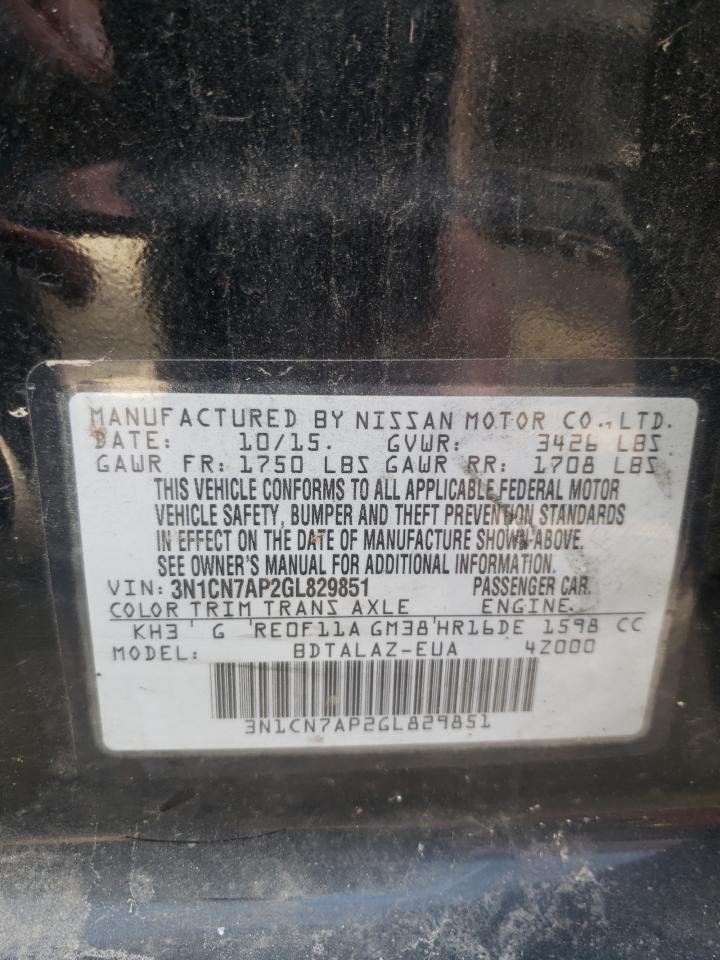 MANUFACTURED BY NISSAN MOTOR CO., LTD.
DATE: 10/15. GVWR: 3426 LBS
GAWR FR: 1750 LBS GAWR RR: 1708 LBS
THIS VEHICLE CONFORMS TO ALL APPLICABLE FEDERAL MOTOR
VEHICLE SAFETY, BUMPER AND THEFT PREVENTION STANDARDS
IN EFFECT ON THE DATE OF MANUFACTURE SHOWN ABOVE.
SEE OWNER'S MANUAL FOR ADDITIONAL INFORMATION.
VIN: 3N1CN7AP2GL829851 PASSENGER CAR.
COLOR TRIM TRANS AXLE ENGINE
KH3 G RE0F11A GM38 HR16DE 1598 CC
MODEL: BDTALAZ-EUA 4Z000
3N1CN7AP2GL829851